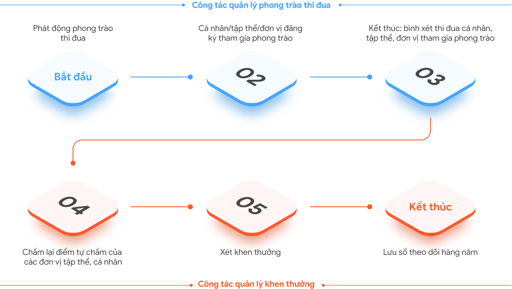 Công tác quản lý phong trào thi đua
Phát động phong trào
thi đua
Cá nhân/tập thể/đơn vị đăng
ký tham gia phong trào
Kết thúc: bình xét thi đua cá nhân,
tập thể, đơn vị tham gia phong trào
Bắt đầu
02
03
04
05
Kết thúc
Chấm lại điểm tự chấm của
các đơn vị tập thể, cá nhân
Xét khen thưởng
Lưu sổ theo dõi hàng năm
Công tác quản lý khen thưởng